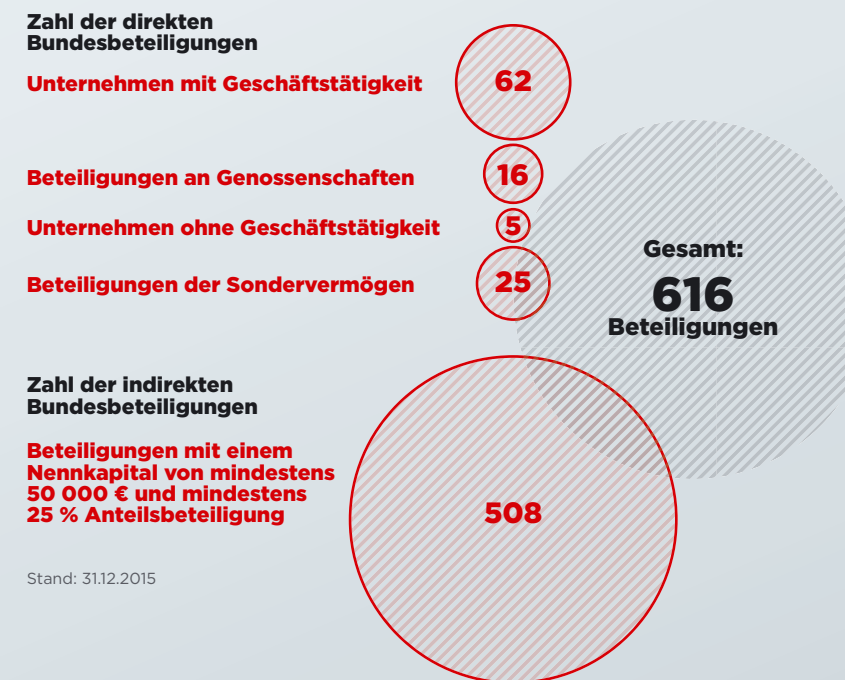 Zahl der direkten
Bundesbeteiligungen
Unternehmen mit Geschäftstätigkeit 62
Beteiligungen an Genossenschaften 16
Unternehmen ohne Geschäftstätigkeit 5
Beteiligungen der Sondervermögen 25
Gesamt:
616
Beteiligungen
Zahl der indirekten
Bundesbeteiligungen
Beteiligungen mit einem
Nennkapital von mindestens
50 000 € und mindestens
25 % Anteilsbeteiligung
508
Stand: 31.12.2015